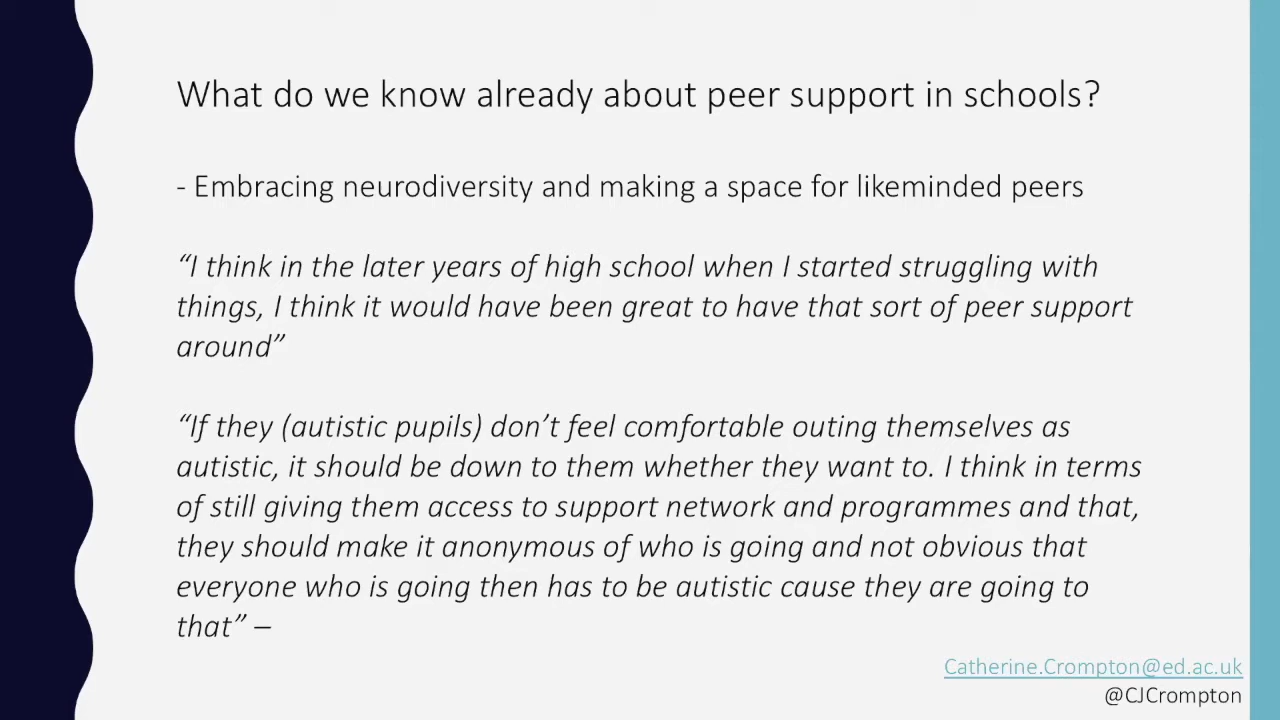 What do we know already about peer support in schools?
- Embracing neurodiversity and making a space for likeminded peers
“I think in the later years of high school when I started struggling with
things, I think it would have been great to have that sort of peer support
around”
“If they (autistic pupils) don’t feel comfortable outing themselves as
autistic, it should be down to them whether they want to. I think in terms
of still giving them access to support network and programmes and that,
they should make it anonymous of who is going and not obvious that
everyone who is going then has to be autistic cause they are going to
that” –
Catherine.Crompton@ed.ac.uk
@CJCrompton